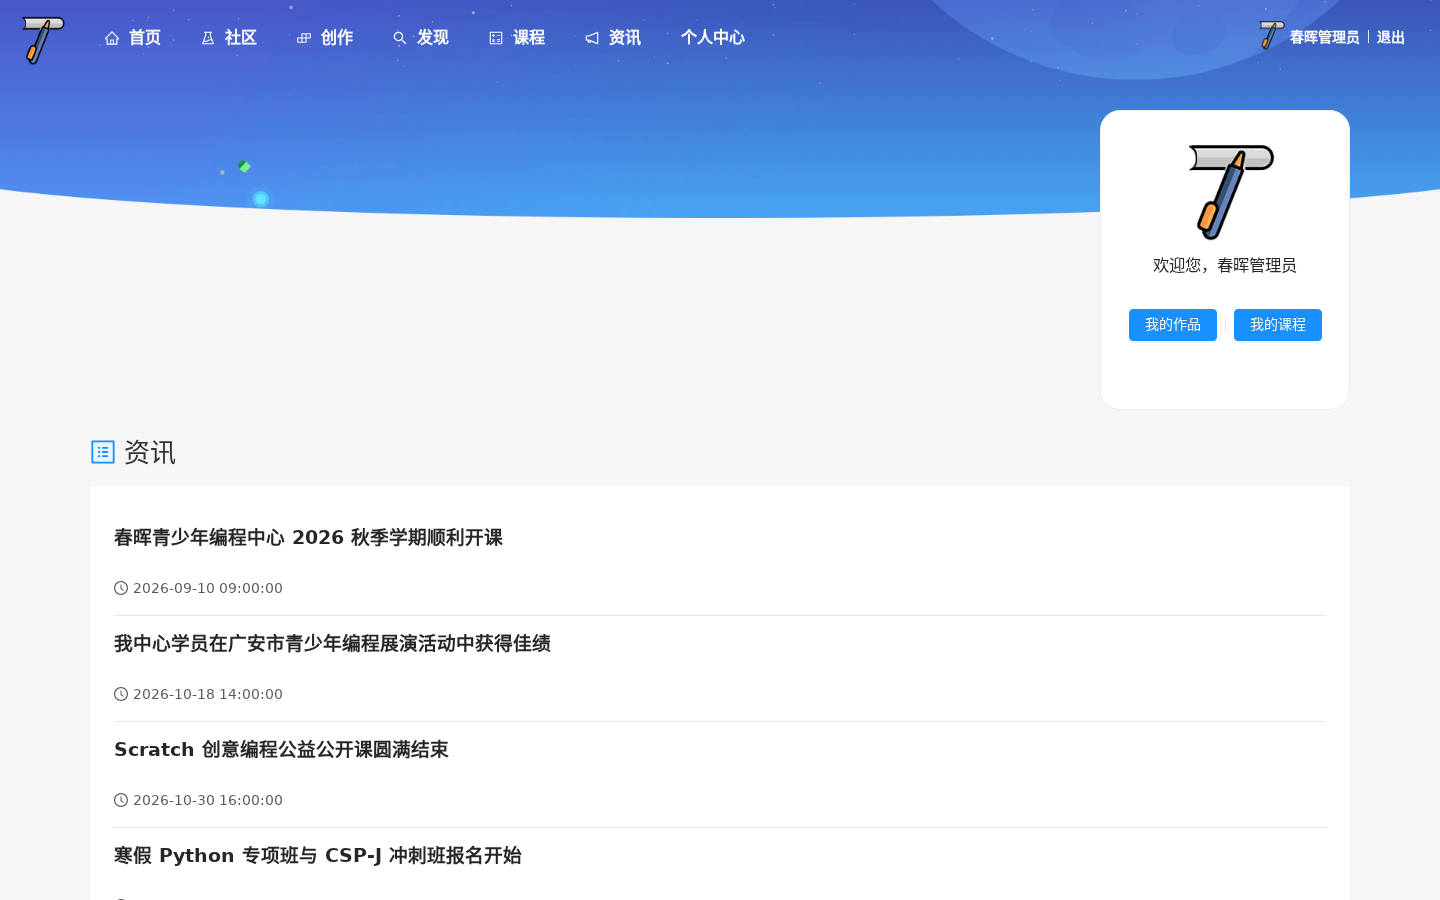 首页 社区 创作 发现 课程 资讯 个人中心 春晖管理员 退出
欢迎您，春晖管理员
我的作品 我的课程
资讯
春晖青少年编程中心 2026 秋季学期顺利开课
2026-09-10 09:00:00
我中心学员在广安市青少年编程展演活动中获得佳绩
2026-10-18 14:00:00
Scratch 创意编程公益公开课圆满结束
2026-10-30 16:00:00
寒假 Python 专项班与 CSP-J 冲刺班报名开始